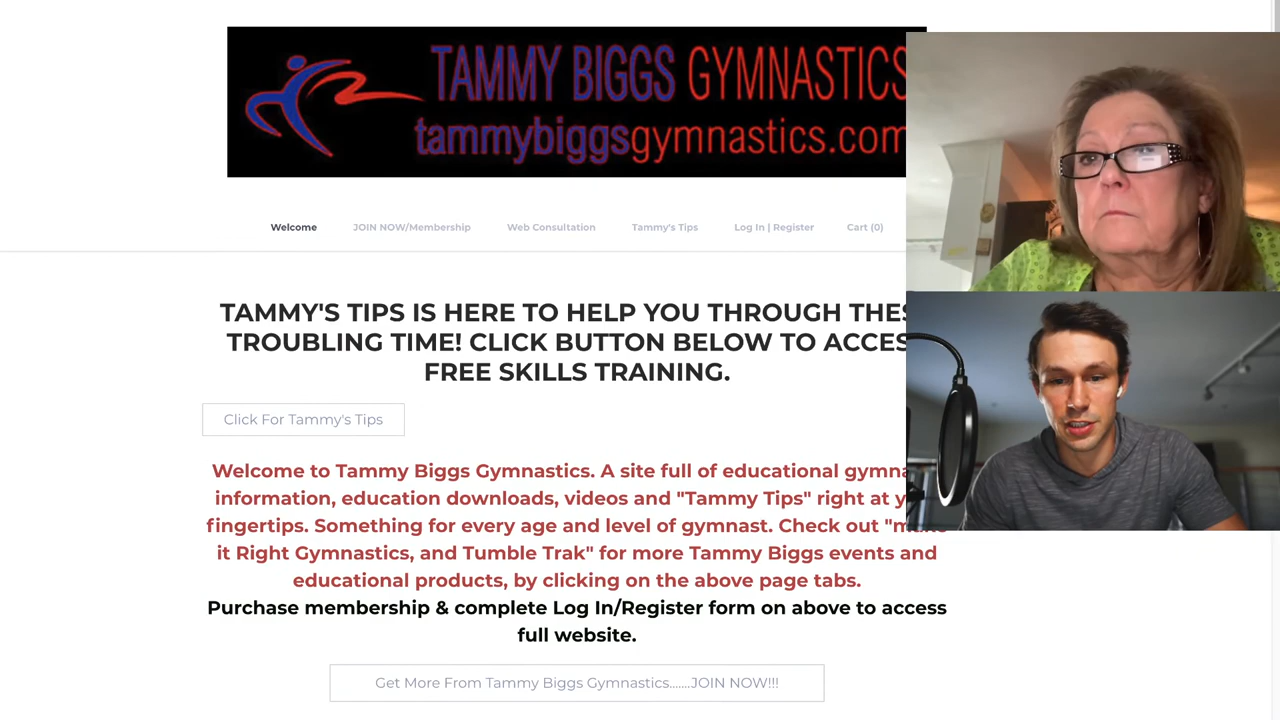 TAMMY BIGGS GYMNASTICS
tammybiggsgymnastics.com
Welcome JOIN NOW/Membership Web Consultation Tammy's Tips Log In | Register Cart (0)
TAMMY'S TIPS IS HERE TO HELP YOU THROUGH
TROUBLING TIME! CLICK BUTTON BELOW TO
FREE SKILLS TRAINING.
Click For Tammy's Tips
Welcome to Tammy Biggs Gymnastics. A site full of educational
information, education downloads, videos and "Tammy Tips" right at
fingertips. Something for every age and level of gymnast. Check out
it Right Gymnastics, and Tumble Trak" for more Tammy Biggs events and
educational products, by clicking on the above page tabs.
Purchase membership & complete Log In/Register form on above to access
full website.
Get More From Tammy Biggs Gymnastics.......JOIN NOW!!!